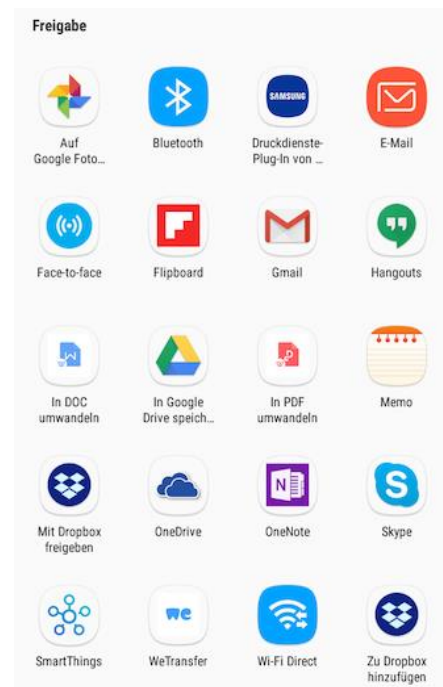 Freigabe
SAMSUNG
Auf
Google Foto...
Bluetooth
Druckdienste-
Plug-In von ...
E-Mail
Face-to-face
Flipboard
Gmail
Hangouts
W
P
In DOC
umwandeln
In Google
Drive speich...
In PDF
umwandeln
Memo
N
S
Mit Dropbox
freigeben
OneDrive
OneNote
Skype
we
SmartThings
WeTransfer
Wi-Fi Direct
Zu Dropbox
hinzufügen